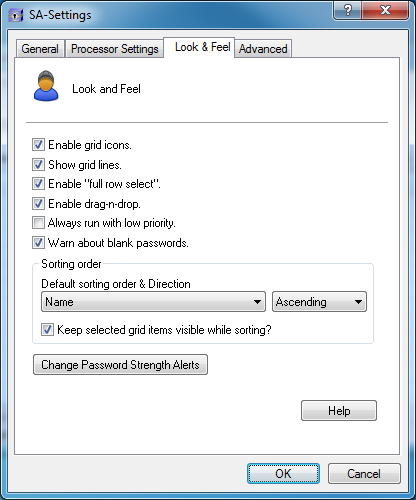 SA-Settings
?
General Processor Settings Look & Feel Advanced
Look and Feel
Enable grid icons.
Show grid lines.
Enable "full row select".
Enable drag-n-drop.
Always run with low priority.
Warn about blank passwords.
Sorting order
Default sorting order & Direction
Name Ascending
Keep selected grid items visible while sorting?
Change Password Strength Alerts
Help
OK Cancel